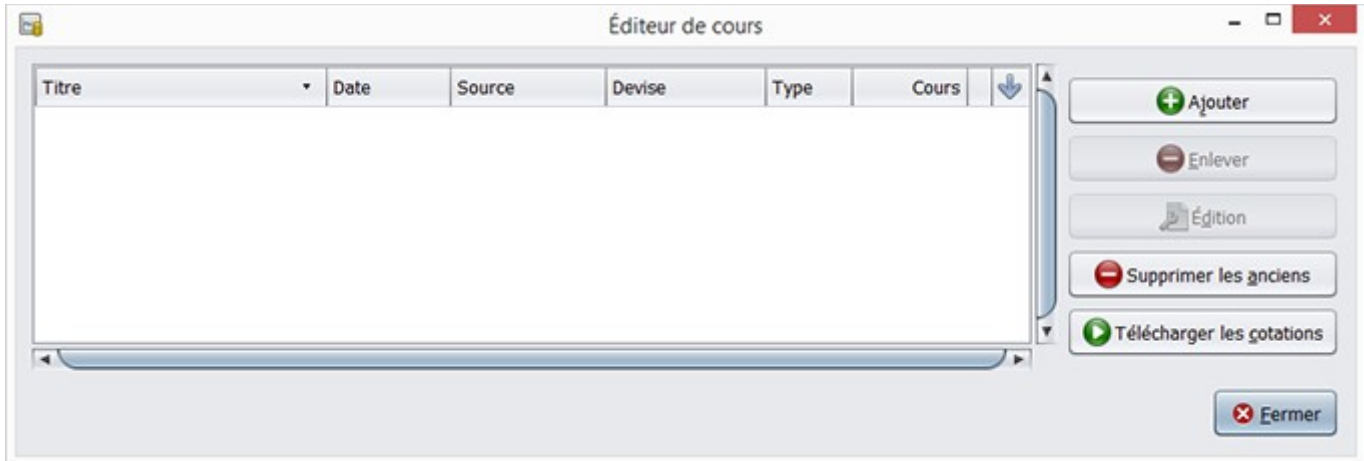 Éditeur de cours
Titre Date Source Devise Type Cours
Ajouter
Enlever
Édition
Supprimer les anciens
Télécharger les cotations
Fermer